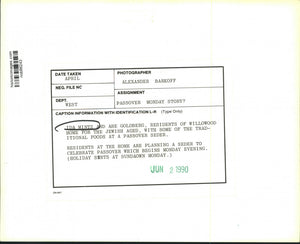 DATE TAKEN
APRIL
PHOTOGRAPHER
ALEXANDER BARKOFF
NEG. FILE NO
ASSIGNMENT
PASSOVER MONDAY STORY?
DEPT.
WEST
CAPTION INFORMATION WITH IDENTIFICATION L-R (Type Only)
IDA MINTZ AND ABE GOLDBERG, RESIDENTS OF WILLOWOOD
HOME FOR THE JEWISH AGED, WITH SOME OF THE TRAD-
ITIONAL FOODS AT A PASSOVER SEDER.
RESIDENTS AT THE HOME ARE PLANNING A SEDER TO
CELEBRATE PASSOVER WHICH BEGINS MONDAY EVENING.
(HOLIDAY STARTS AT SUNDOWN MONDAY.)
JUN 2 1990